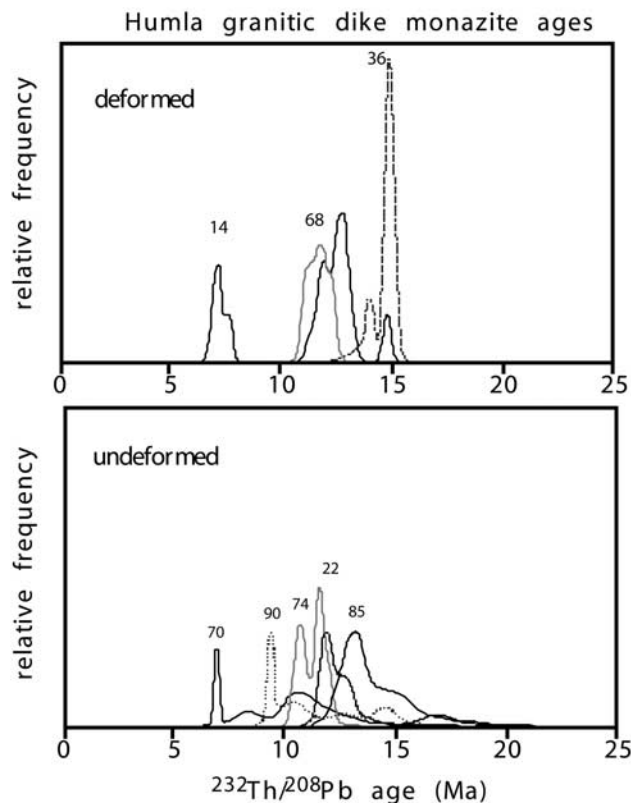 Humla granitic dike monazite ages
36
deformed
14
68
relative frequency
0 5 10 15 20 25
undeformed
22
74
90
85
70
relative frequency
0 5 10 15 20 25
²³²Th/²⁰⁸Pb age (Ma)